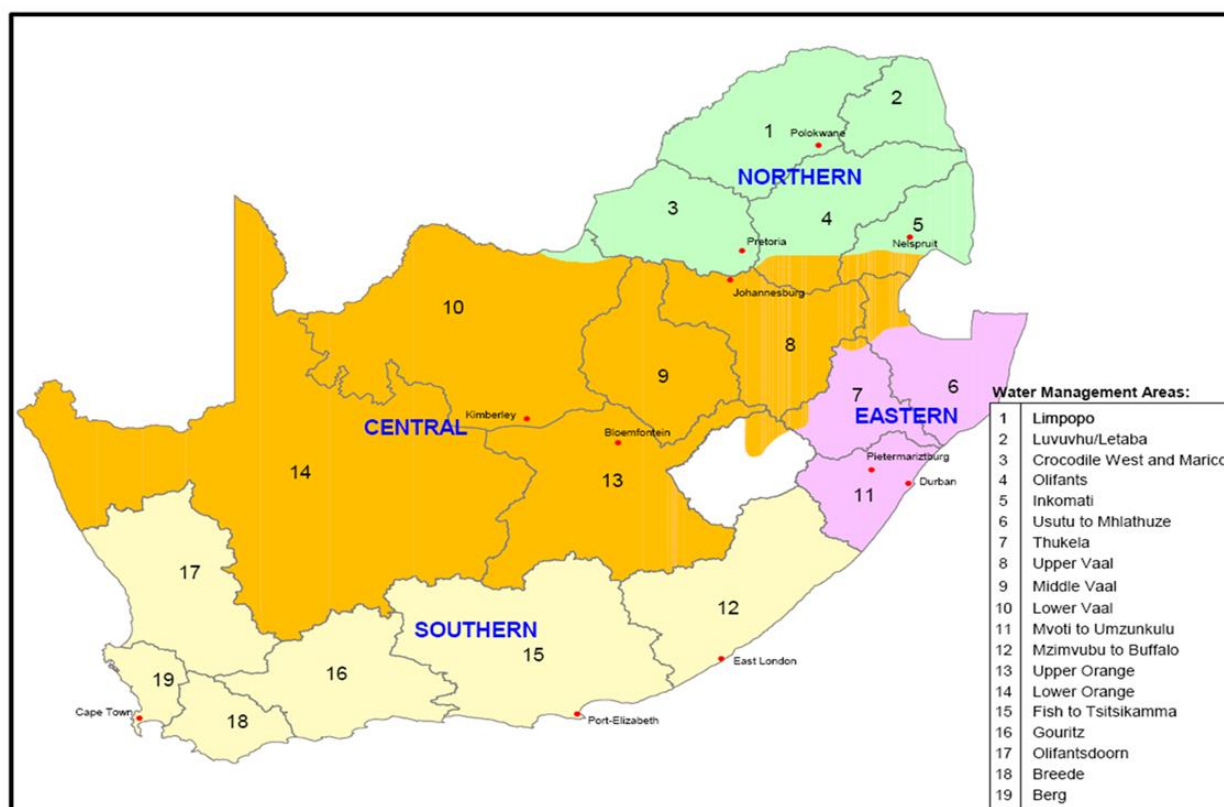 2
1
Polokwane
NORTHERN
3
4
5
Nelspruit
Pretoria
Johannesburg
10
8
9
7
6
EASTERN
Kimberley
CENTRAL
Bloemfontein
14
13
Pietermariztburg
11
Durban
17
12
SOUTHERN
15
East London
16
19
Cape Town
18
Port-Elizabeth
Water Management Areas:
1 Limpopo
2 Luvuvhu/Letaba
3 Crocodile West and Marico
4 Olifants
5 Inkomati
6 Usutu to Mhlathuze
7 Thukela
8 Upper Vaal
9 Middle Vaal
10 Lower Vaal
11 Mvoti to Umzunkulu
12 Mzimvubu to Buffalo
13 Upper Orange
14 Lower Orange
15 Fish to Tsitsikamma
16 Gouritz
17 Olifantsdoorn
18 Breede
19 Berg